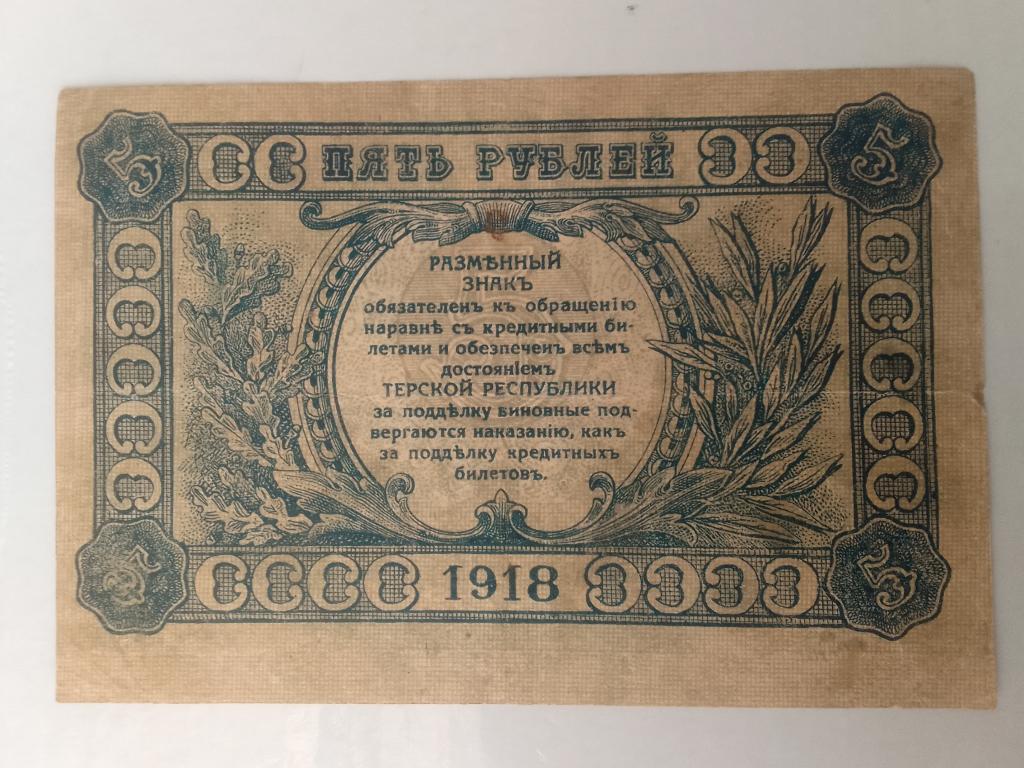 5 ПЯТЬ РУБЛЕЙ 5
РАЗМѢННЫЙ
ЗНАКЪ
обязателенъ къ обращенію
наравнѣ съ кредитными би-
летами и обезпеченъ всѣмъ
достояніемъ
ТЕРСКОЙ РЕСПУБЛИКИ
за поддѣлку виновные под-
вергаются наказанію, какъ
за поддѣлку кредитныхъ
билетовъ.
5 1918 5